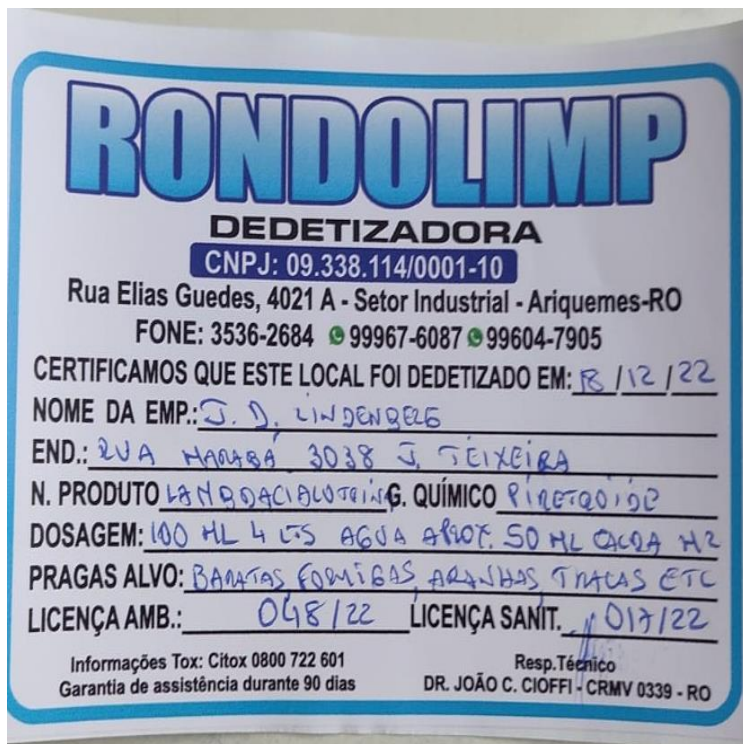 RONDOLIMP
DEDETIZADORA
CNPJ: 09.338.114/0001-10
Rua Elias Guedes, 4021 A - Setor Industrial - Ariquemes-RO
FONE: 3536-2684 99967-6087 99604-7905
CERTIFICAMOS QUE ESTE LOCAL FOI DEDETIZADO EM: 18/12/22
NOME DA EMP.: J. D. LINDENBERG
END.: RUA MARABÁ 3038 J. TEIXEIRA
N. PRODUTO LAMBDACIALOTRINA G. QUÍMICO PIRETROIDE
DOSAGEM: 100 ML 4 LTS AGUA APROX. 50 ML CALDA M2
PRAGAS ALVO: BARATAS, FORMIGAS, ARANHAS, TRAÇAS ETC
LICENÇA AMB.: 048/22 LICENÇA SANIT. 017/22
Informações Tox: Citox 0800 722 601 Resp.Técnico
Garantia de assistência durante 90 dias DR. JOÃO C. CIOFFI - CRMV 0339 - RO